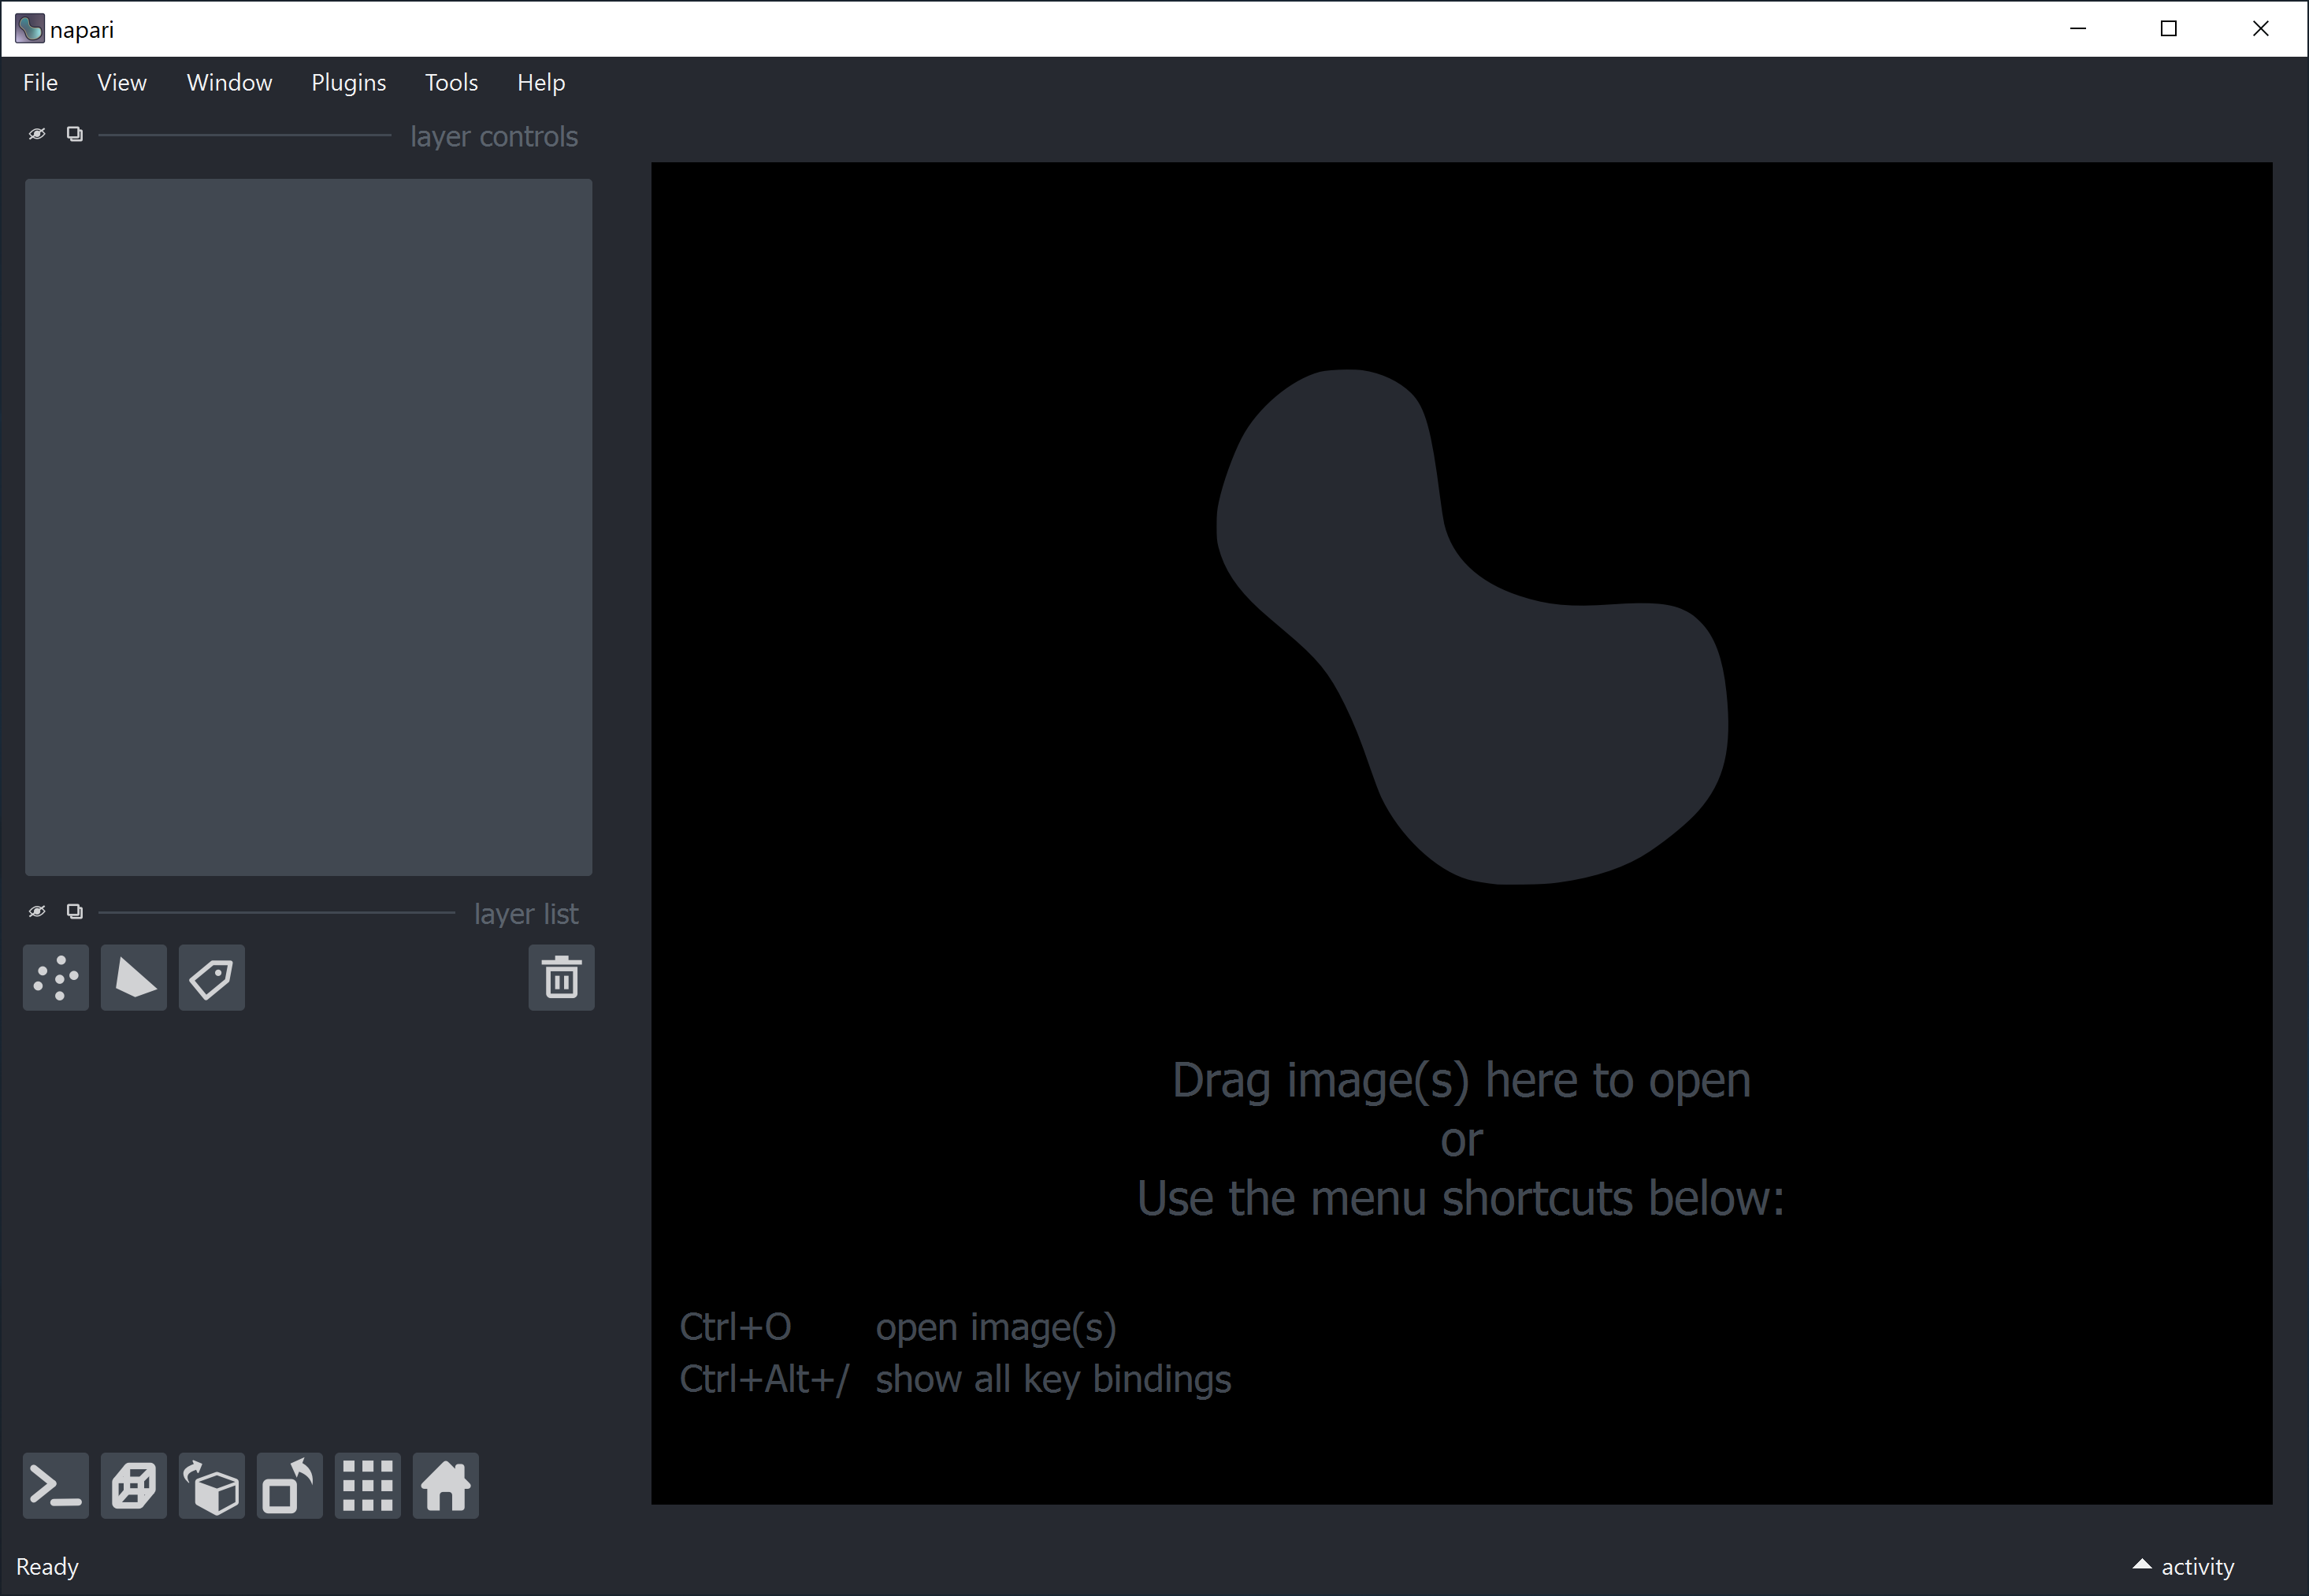 napari
File View Window Plugins Tools Help
layer controls
layer list
Drag image(s) here to open
or
Use the menu shortcuts below:
Ctrl+O open image(s)
Ctrl+Alt+/ show all key bindings
Ready
activity